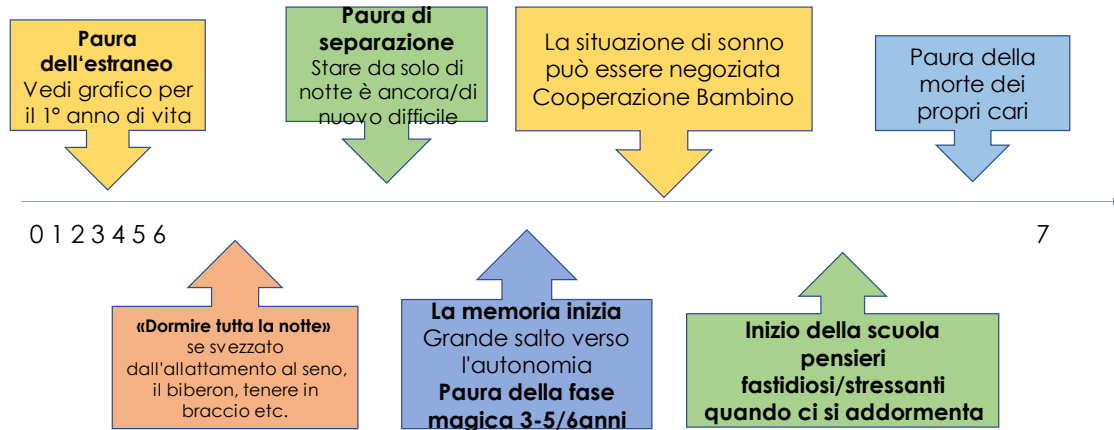 Paura
dell‘estraneo
Vedi grafico per
il 1° anno di vita
Paura di
separazione
Stare da solo di
notte è ancora/di
nuovo difficile
La situazione di sonno
può essere negoziata
Cooperazione Bambino
Paura della
morte dei
propri cari
0 1 2 3 4 5 6
7
«Dormire tutta la notte»
se svezzato
dall'allattamento al seno,
il biberon, tenere in
braccio etc.
La memoria inizia
Grande salto verso
l'autonomia
Paura della fase
magica 3-5/6anni
Inizio della scuola
pensieri
fastidiosi/stressanti
quando ci si addormenta